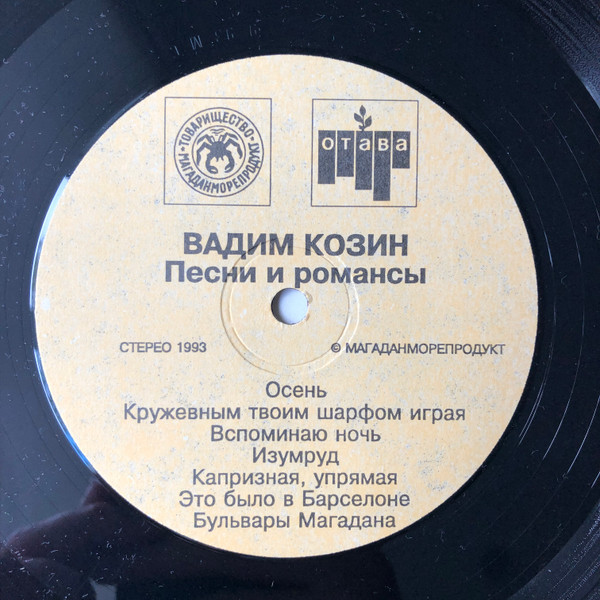 • ТОВАРИЩЕСТВО •
МАГАДАНМОРЕПРОДУКТ
ОТАВА
ВАДИМ КОЗИН
Песни и романсы
СТЕРЕО 1993
© МАГАДАНМОРЕПРОДУКТ
Осень
Кружевным твоим шарфом играя
Вспоминаю ночь
Изумруд
Капризная, упрямая
Это было в Барселоне
Бульвары Магадана